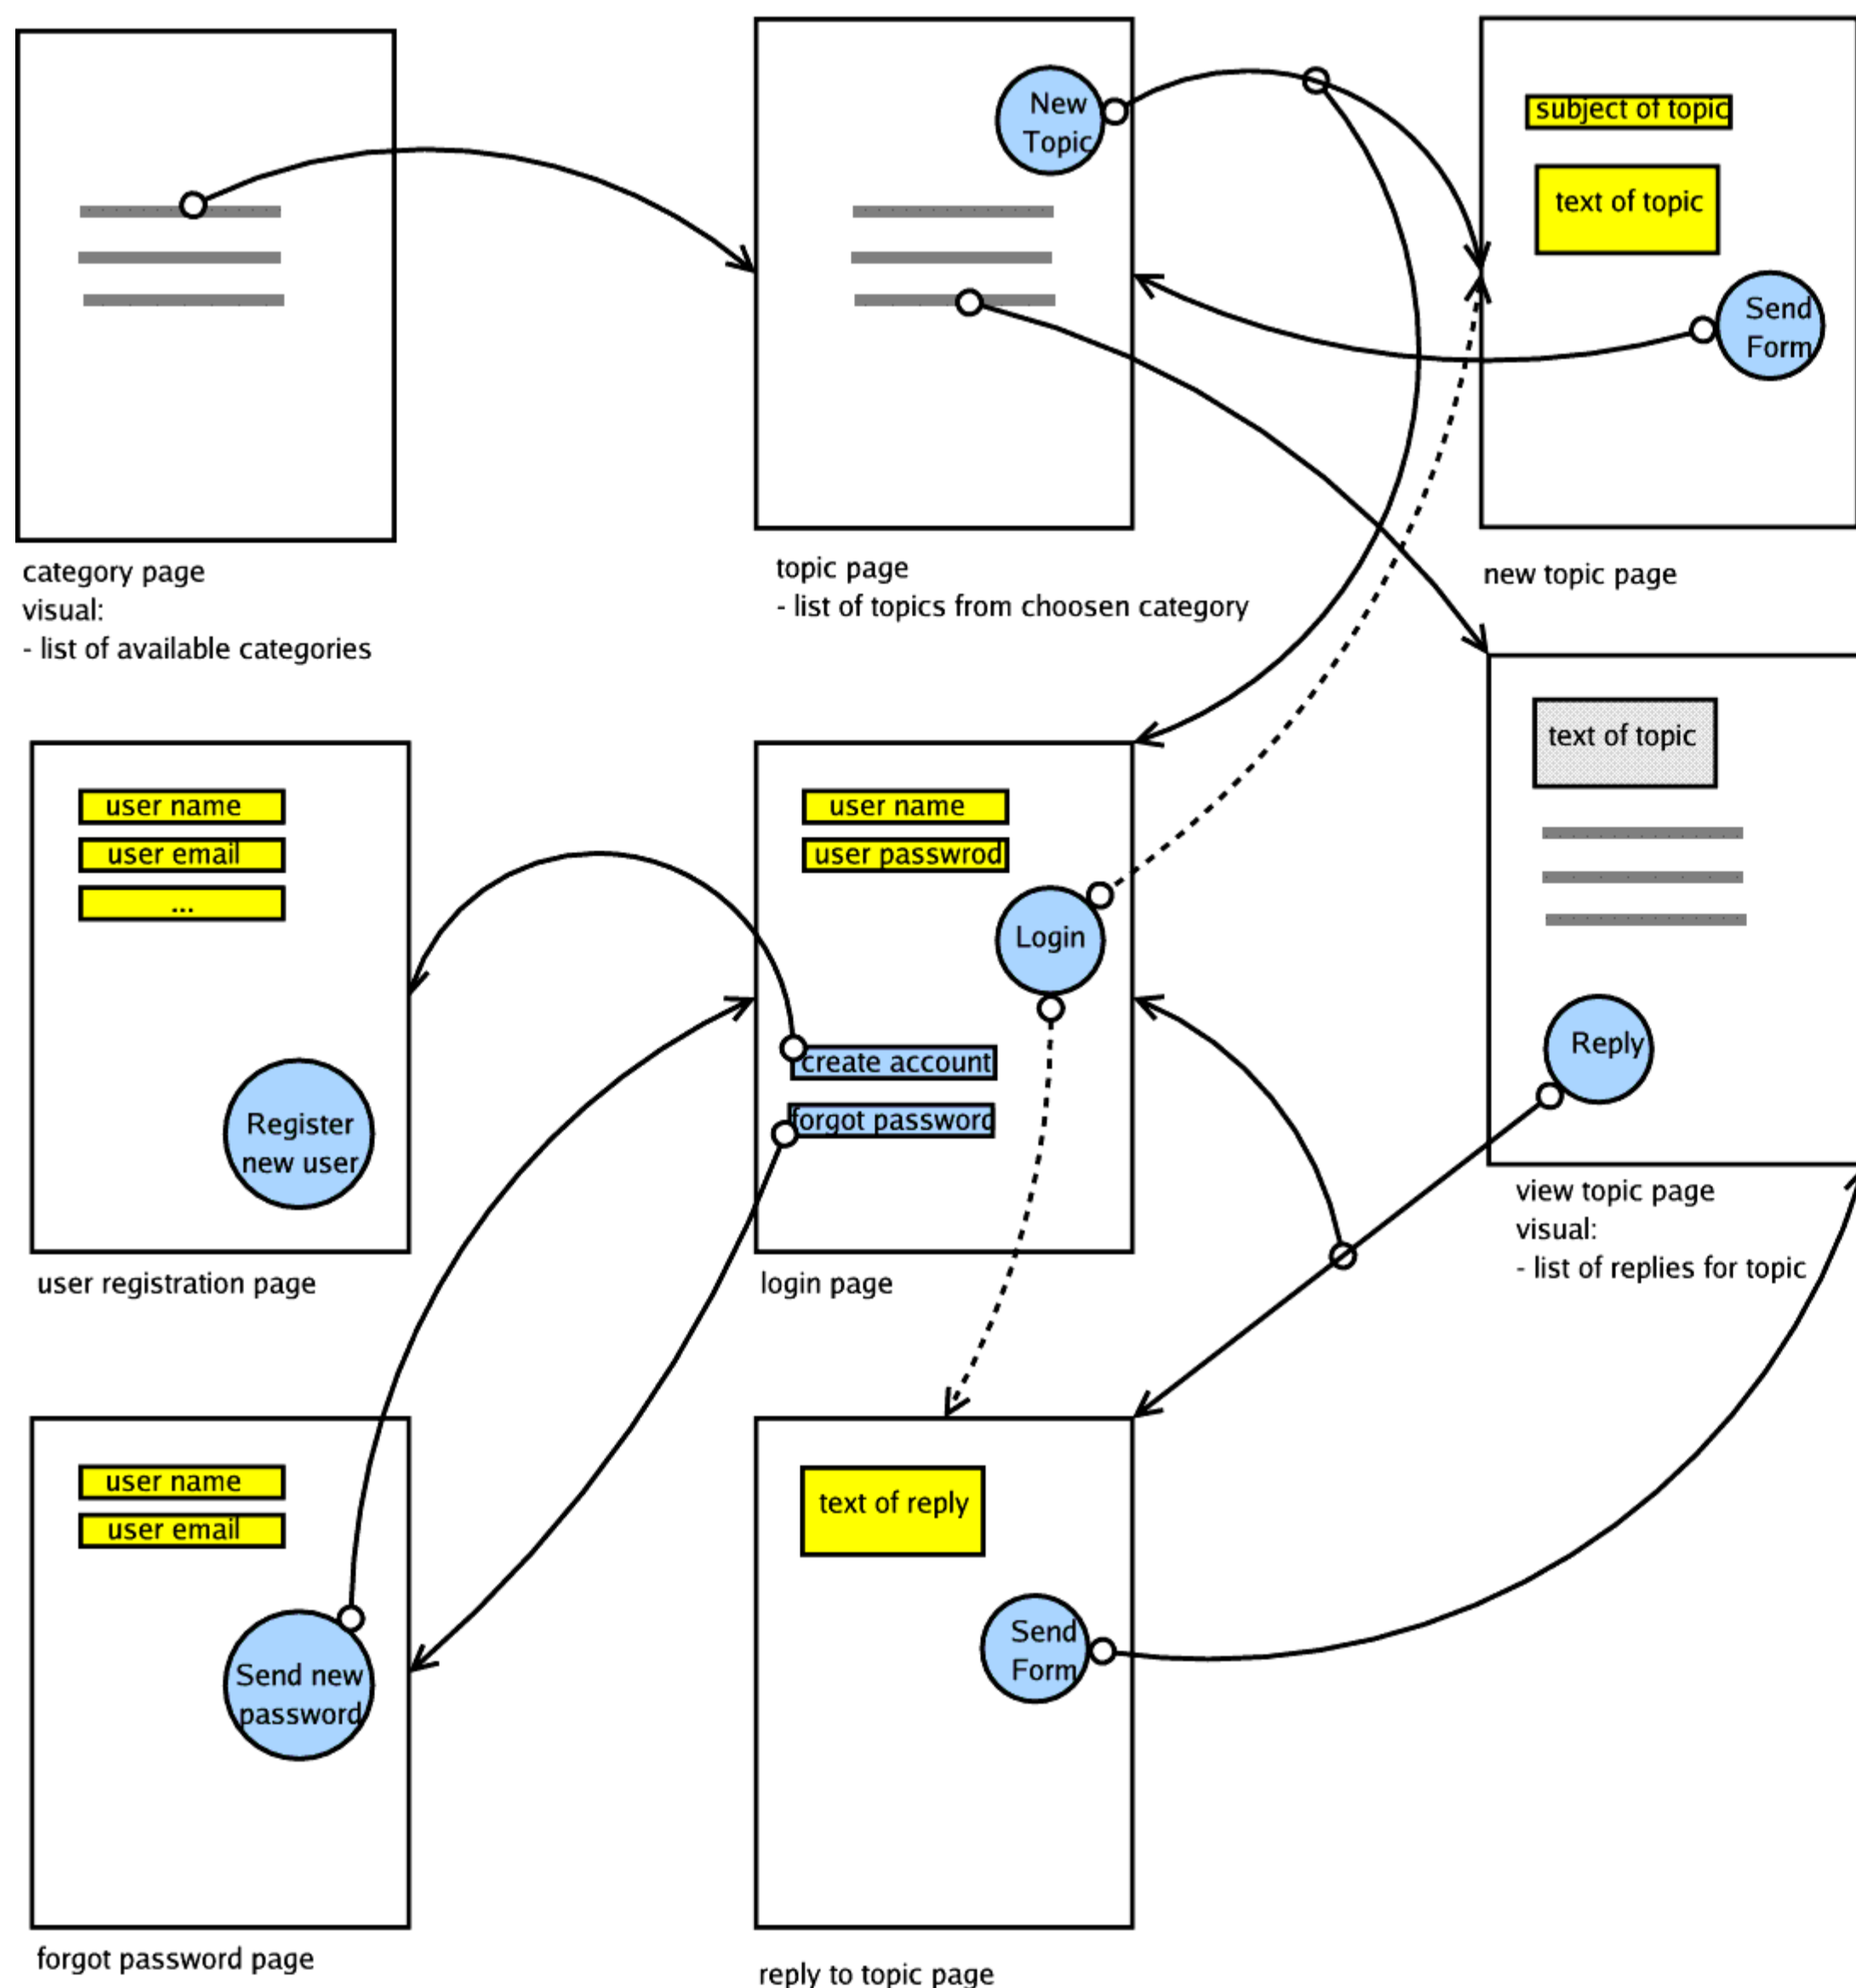 New
Topic
subject of topic
text of topic
Send
Form
category page
visual:
- list of available categories
topic page
- list of topics from choosen category
new topic page
user name
user email
...
Register
new user
user registration page
user name
user passwrod
Login
create account
forgot password
login page
text of topic
Reply
view topic page
visual:
- list of replies for topic
user name
user email
Send new
password
forgot password page
text of reply
Send
Form
reply to topic page